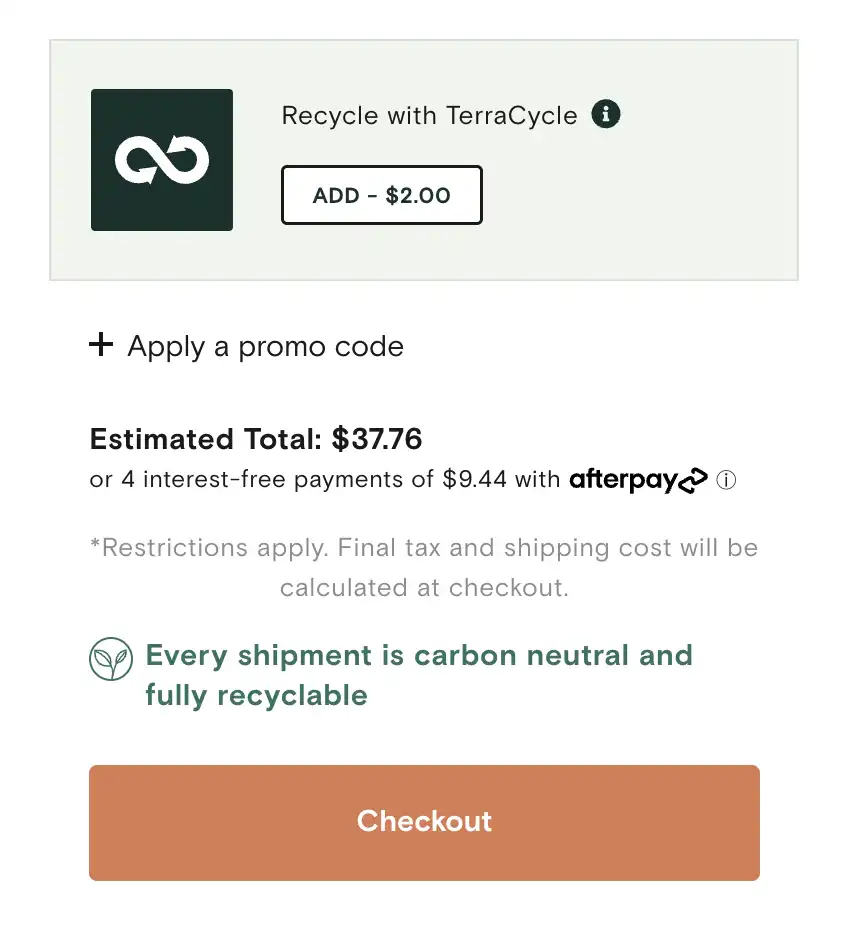 Recycle with TerraCycle
ADD - $2.00
Apply a promo code
Estimated Total: $37.76
or 4 interest-free payments of $9.44 with afterpay
*Restrictions apply. Final tax and shipping cost will be
calculated at checkout.
Every shipment is carbon neutral and
fully recyclable
Checkout